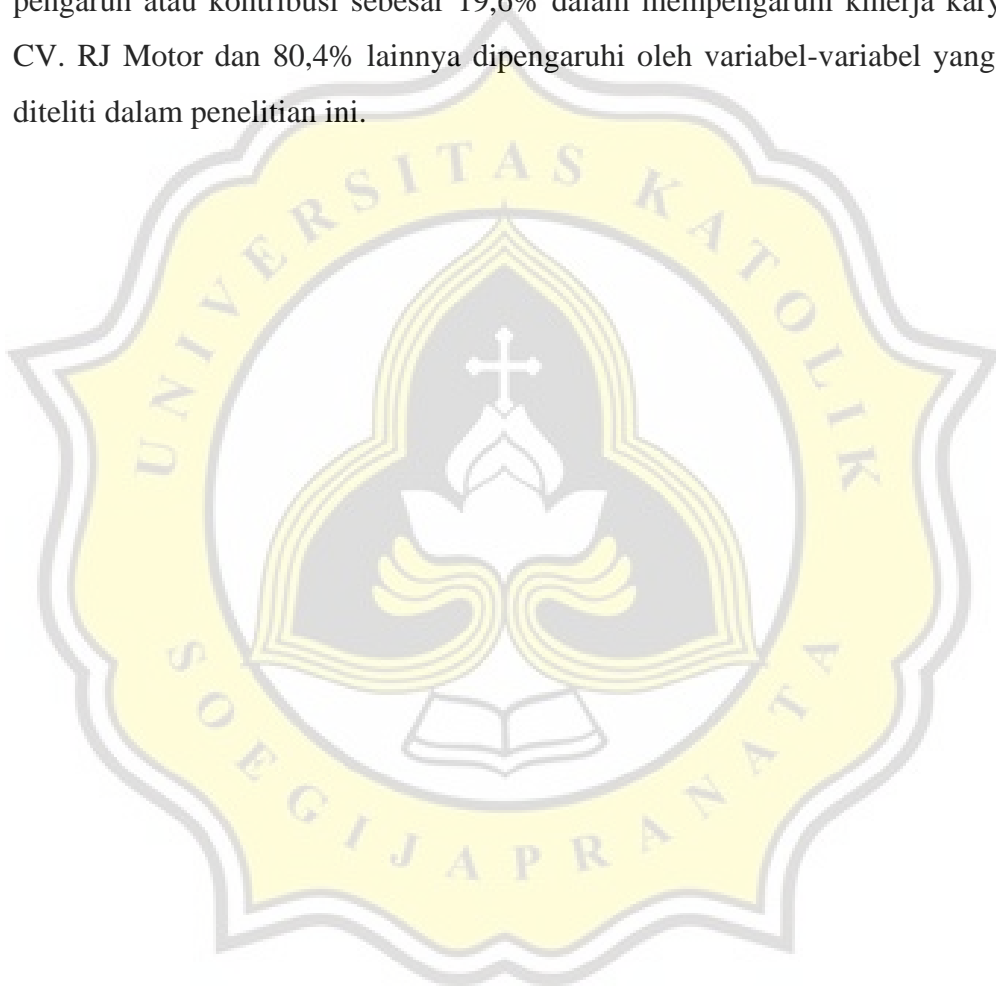 pengaruh atau kontribusi sebesar 19,6% dalam mempengaruhi kinerja
CV. RJ Motor dan 80,4% lainnya dipengaruhi oleh variabel-variabel yang
diteliti dalam penelitian ini.
UNIVERSITAS KATOLIK
SOEGIJAPRANATA